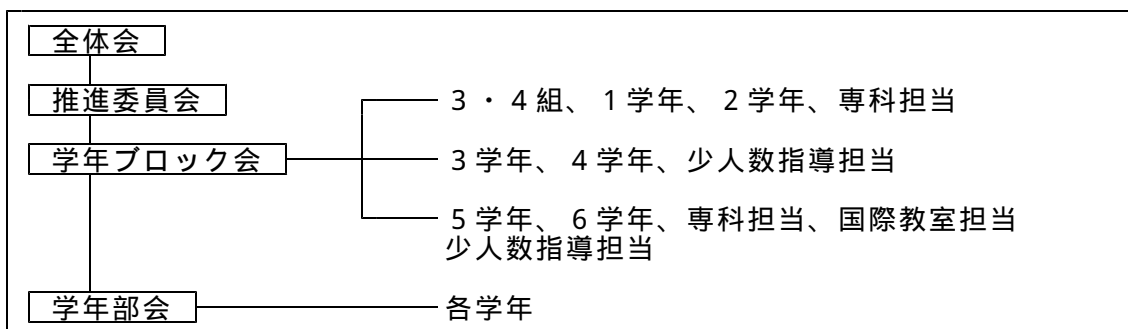 全体会
推進委員会
3・4組、1学年、2学年、専科担当
学年ブロック会
3学年、4学年、少人数指導担当
5学年、6学年、専科担当、国際教室担当
少人数指導担当
学年部会
各学年